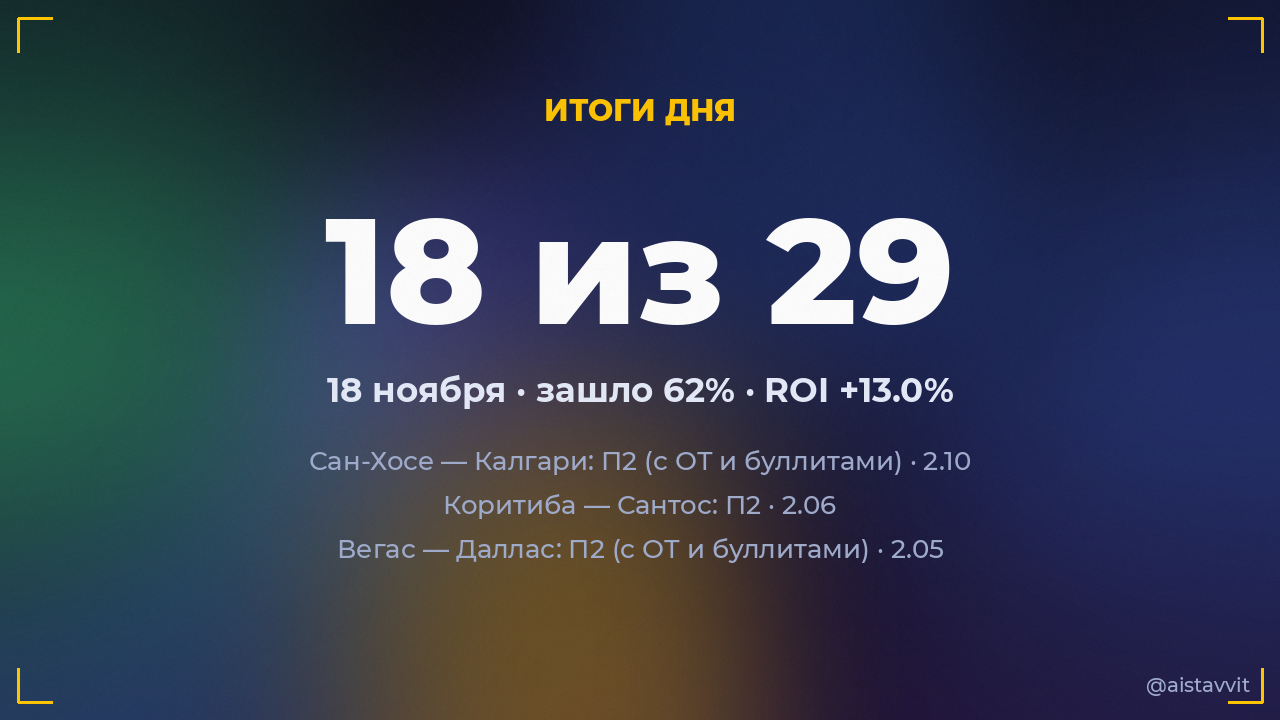 ИТОГИ ДНЯ
18 из 29
18 ноября · зашло 62% · ROI +13.0%
Сан-Хосе — Калгари: П2 (с ОТ и буллитами) · 2.10
Коритиба — Сантос: П2 · 2.06
Вегас — Даллас: П2 (с ОТ и буллитами) · 2.05
@aistavvit